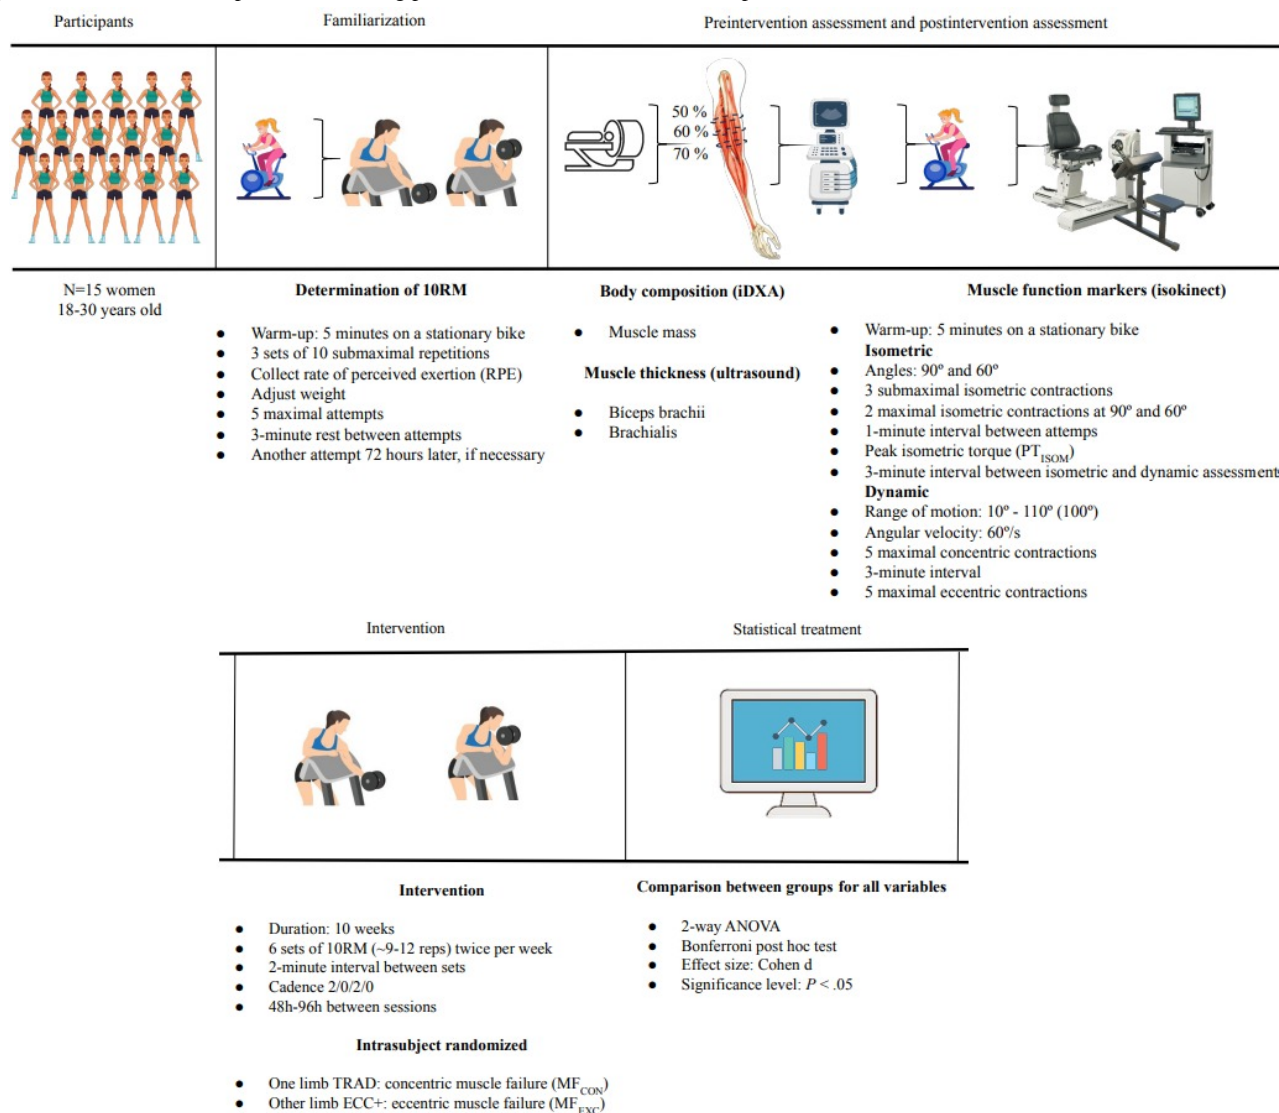 Participants
Familiarization
Preintervention assessment and postintervention assessment
50 %
60 %
70 %
N=15 women
18-30 years old
Determination of 10RM
● Warm-up: 5 minutes on a stationary bike
● 3 sets of 10 submaximal repetitions
● Collect rate of perceived exertion (RPE)
● Adjust weight
● 5 maximal attempts
● 3-minute rest between attempts
● Another attempt 72 hours later, if necessary
Body composition (iDXA)
● Muscle mass
Muscle thickness (ultrasound)
● Biceps brachii
● Brachialis
Muscle function markers (isokinect)
● Warm-up: 5 minutes on a stationary bike
Isometric
● Angles: 90º and 60º
● 3 submaximal isometric contractions
● 2 maximal isometric contractions at 90º and 60º
● 1-minute interval between attemps
● Peak isometric torque (PT_ISOM)
● 3-minute interval between isometric and dynamic assessments
Dynamic
● Range of motion: 10º - 110º (100º)
● Angular velocity: 60º/s
● 5 maximal concentric contractions
● 3-minute interval
● 5 maximal eccentric contractions
Intervention
Statistical treatment
Intervention
● Duration: 10 weeks
● 6 sets of 10RM (~9-12 reps) twice per week
● 2-minute interval between sets
● Cadence 2/0/2/0
● 48h-96h between sessions
Intrasubject randomized
● One limb TRAD: concentric muscle failure (MF_CON)
● Other limb ECC+: eccentric muscle failure (MF_EXC)
Comparison between groups for all variables
● 2-way ANOVA
● Bonferroni post hoc test
● Effect size: Cohen d
● Significance level: P < .05